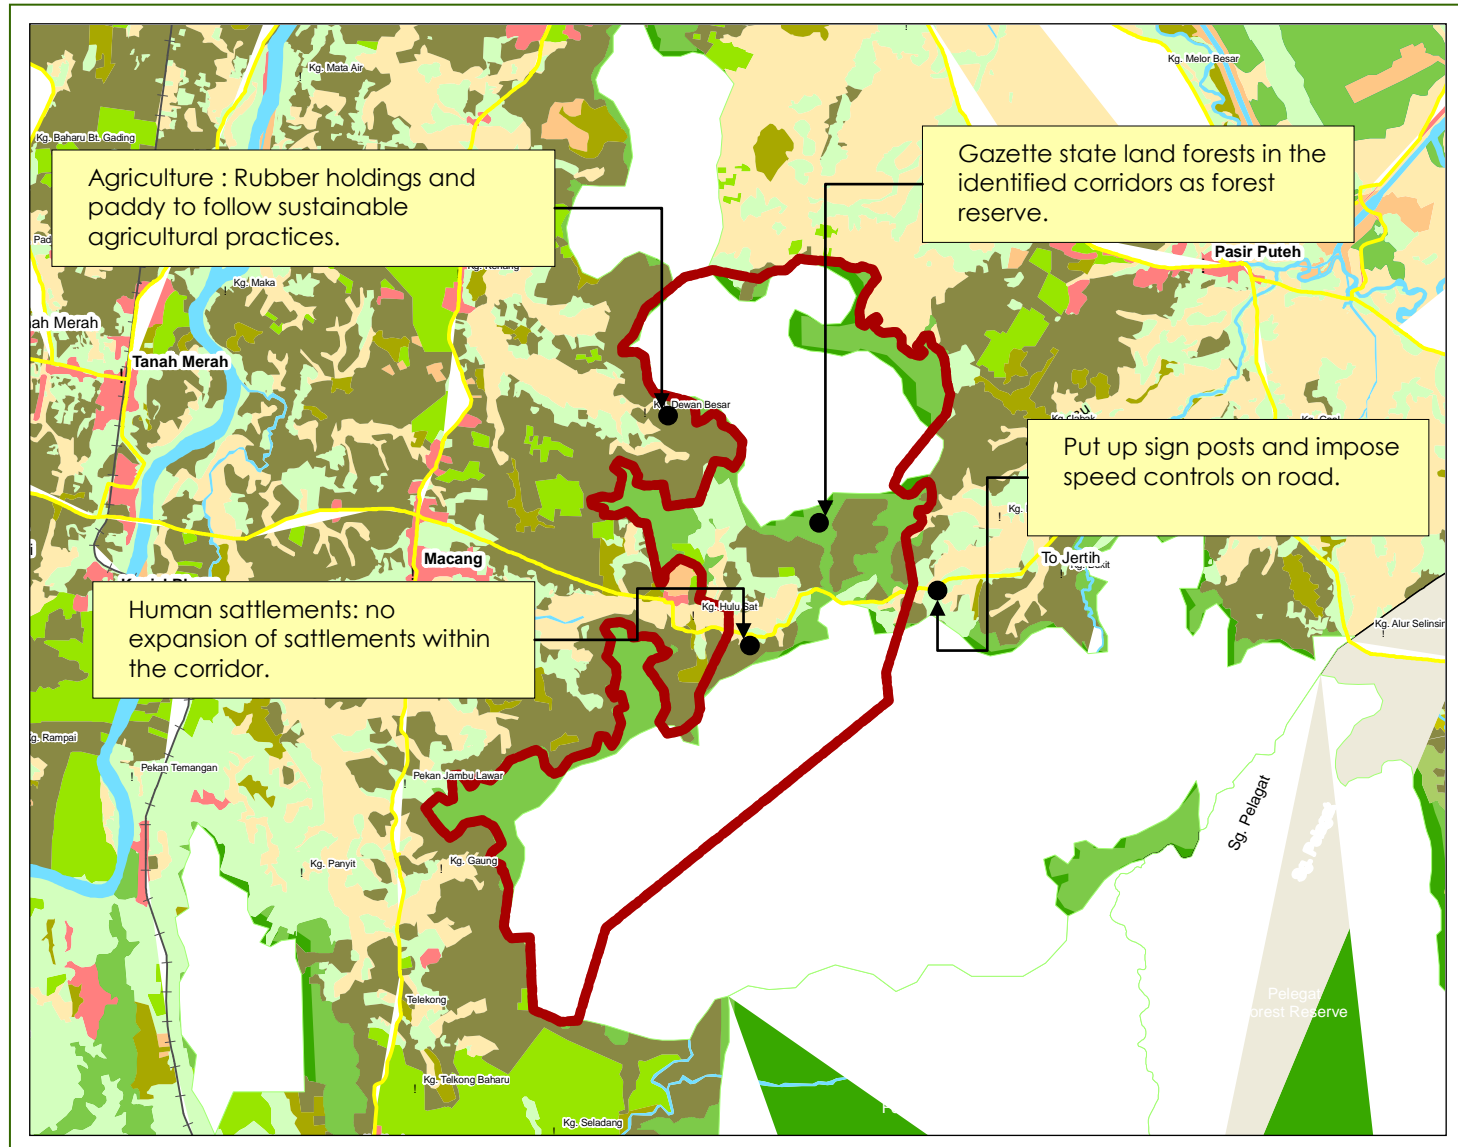 Kg. Mata Air
Kg. Melor Besar
Kg. Baharu Bt. Gading
Agriculture : Rubber holdings and
paddy to follow sustainable
agricultural practices.
Gazette state land forests in the
identified corridors as forest
reserve.
Pasir Puteh
Kg. Maka
Tanah Merah
Dewan Besar
Put up sign posts and impose
speed controls on road.
Kg.
Macang
To Jertih
Human sattlements: no
expansion of sattlements within
the corridor.
Kg. Hulu Sat
Kg. Alur Selinsin
Kg. Rampai
Pekan Temangan
Pekan Jambu Lawar
Sg. Pelagat
Kg. Panyit
Kg. Gaung
Telekong
Pelegat
orest Reserve
Kg. Telkong Baharu
Kg. Seladang